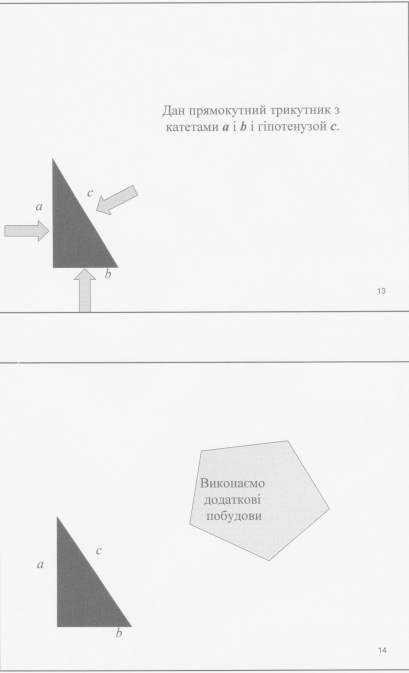 Дан прямокутний трикутник з
катетами a і b і гіпотенузой c.
a
c
b
13
Виконаємо
додаткові
побудови
a
c
b
14